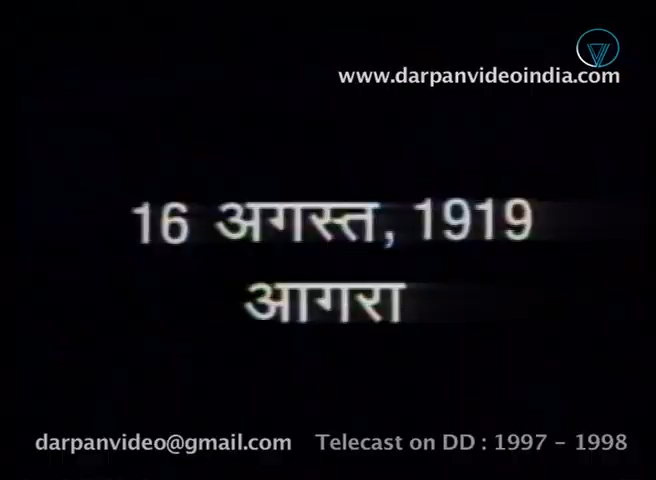 www.darpanvideoindia.com
16 अगस्त, 1919
आगरा
darpanvideo@gmail.com Telecast on DD : 1997 - 1998